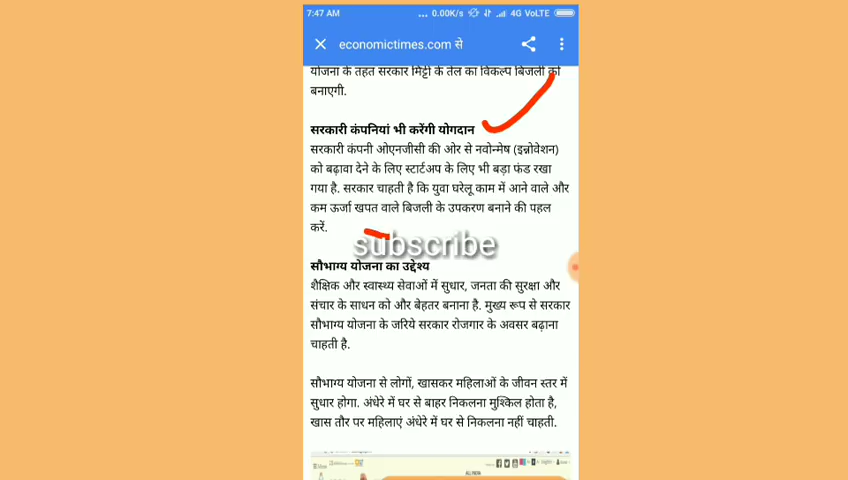 7:47 AM
... 0.00K/s 4G VoLTE
economictimes.com से
योजना के तहत सरकार मिट्टी के तेल का विकल्प बिजली को
बनाएगी.
सरकारी कंपनियां भी करेंगी योगदान
सरकारी कंपनी ओएनजीसी की ओर से नवोन्मेष (इन्नोवेशन)
को बढ़ावा देने के लिए स्टार्टअप के लिए भी बड़ा फंड रखा
गया है. सरकार चाहती है कि युवा घरेलू काम में आने वाले और
कम ऊर्जा खपत वाले बिजली के उपकरण बनाने की पहल
करें.
subscribe
सौभाग्य योजना का उद्देश्य
शैक्षिक और स्वास्थ्य सेवाओं में सुधार, जनता की सुरक्षा और
संचार के साधन को और बेहतर बनाना है. मुख्य रूप से सरकार
सौभाग्य योजना के जरिये सरकार रोजगार के अवसर बढ़ाना
चाहती है.
सौभाग्य योजना से लोगों, खासकर महिलाओं के जीवन स्तर में
सुधार होगा. अंधेरे में घर से बाहर निकलना मुश्किल होता है,
खास तौर पर महिलाएं अंधेरे में घर से निकलना नहीं चाहती.